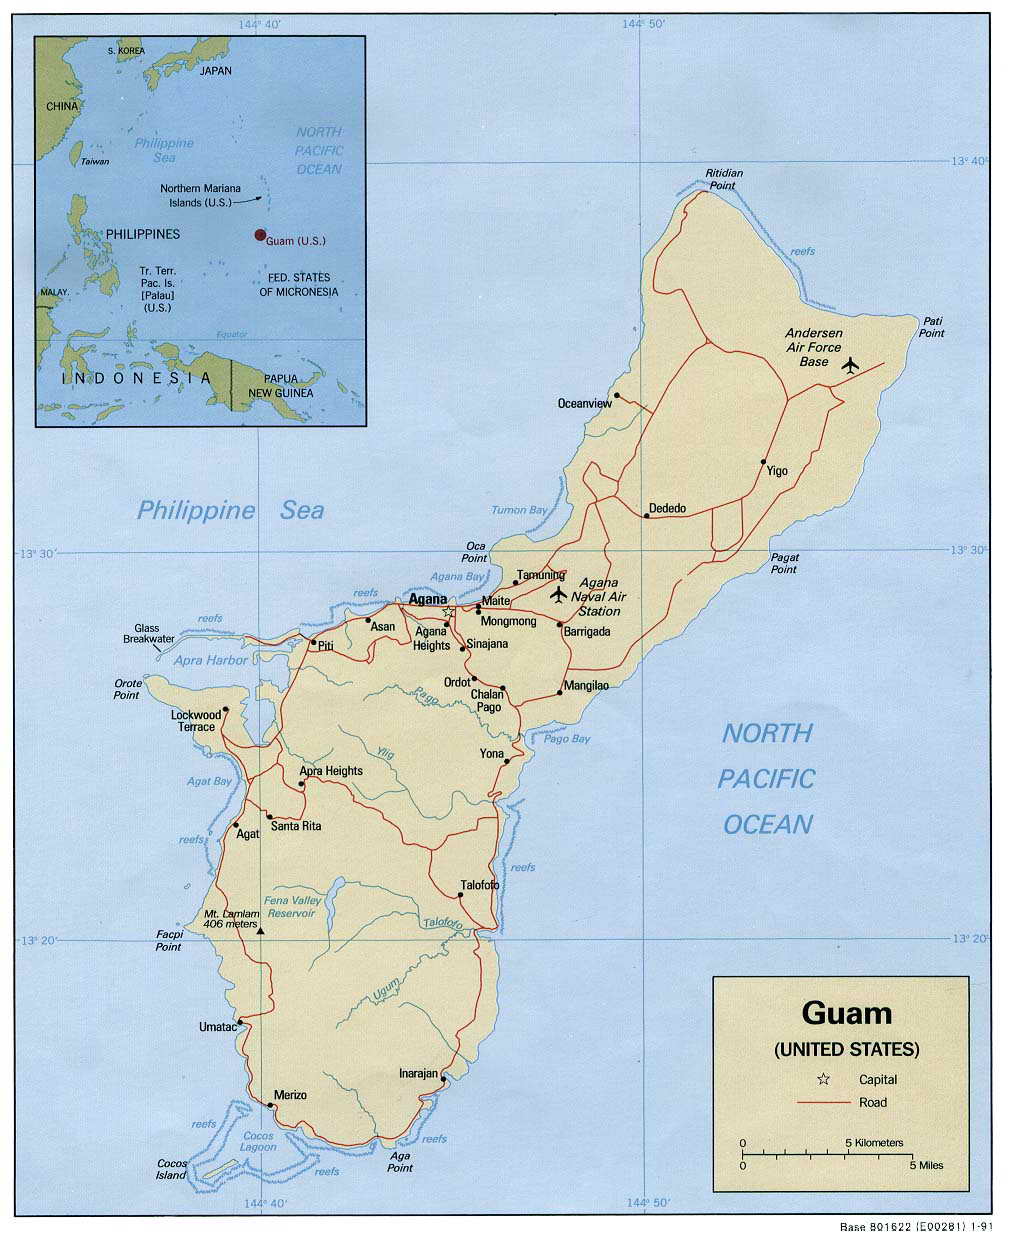 144° 40'
144° 50'
S. KOREA
JAPAN
CHINA
NORTH
PACIFIC
OCEAN
Philippine
Sea
Taiwan
Northern Mariana
Islands (U.S.)
PHILIPPINES
Guam (U.S.)
Tr. Terr.
Pac. Is.
[Palau]
(U.S.)
FED. STATES
OF MICRONESIA
MALAY.
Equator
INDONESIA
PAPUA
NEW GUINEA
13° 40'
Ritidian
Point
reefs
Pati
Point
Andersen
Air Force
Base
Oceanview
Yigo
Philippine Sea
Tumon Bay
Dededo
13° 30'
Oca
Point
13° 30'
Pagat
Point
Agana Bay
Tamuning
Agana
Naval Air
Station
reefs
Agana
Maite
Mongmong
reefs
Glass
Breakwater
Asan
Agana
Heights
Barrigada
Piti
Sinajana
Apra Harbor
Orote
Point
Ordot
Chalan
Pago
Mangilao
Pago
Lockwood
Terrace
Pago Bay
NORTH
PACIFIC
OCEAN
Ylig
Yona
Apra Heights
Agat Bay
Santa Rita
Agat
reefs
reefs
Talofofo
Fena Valley
Reservoir
Mt. Lamlam
406 meters
Talofofo
Facpi
Point
13° 20'
13° 20'
Ugum
Umatac
Inarajan
Merizo
reefs
Cocos
Lagoon
reefs
Cocos
Island
reefs
Aga
Point
Guam
(UNITED STATES)
Capital
Road
0 5 Kilometers
0 5 Miles
144° 40'
144° 50'
Base 801622 (E00281) 1-91